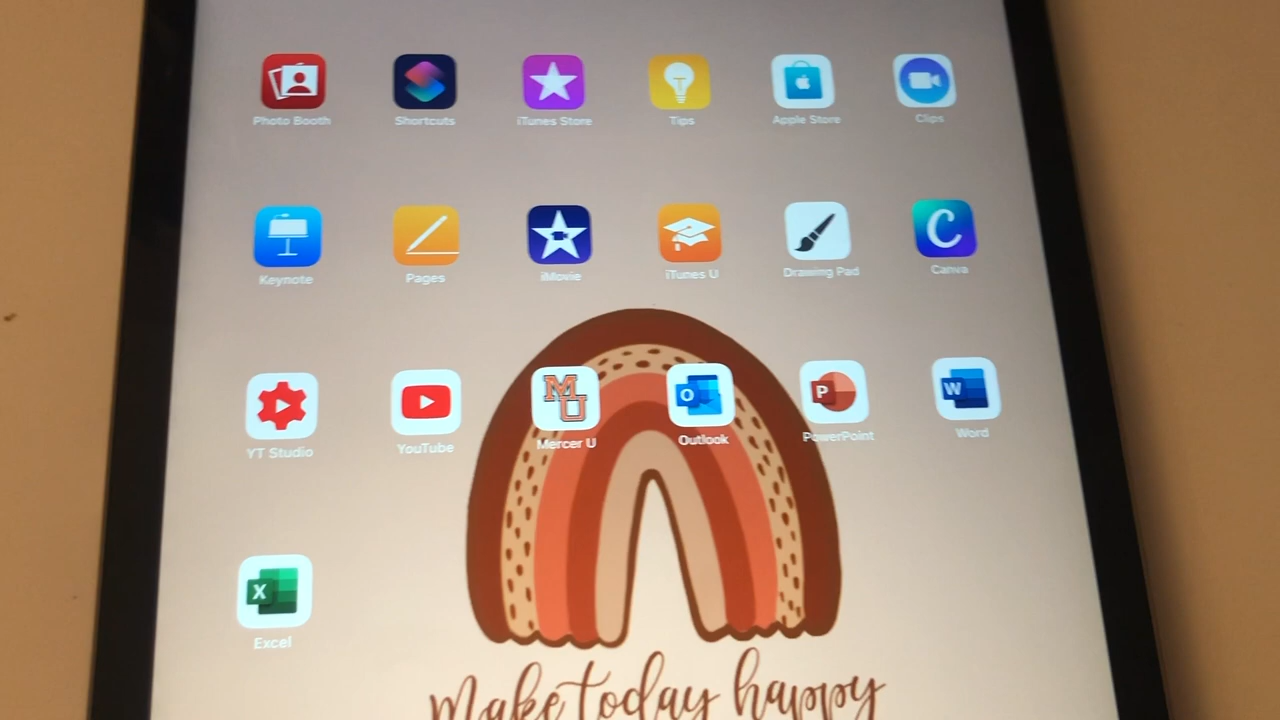 Photo Booth Shortcuts iTunes Store Tips Apple Store Clips
Keynote Pages iMovie iTunes U Drawing Pad C Canva
YT Studio YouTube MU Mercer U O Outlook P PowerPoint W Word
X Excel
Make today happy